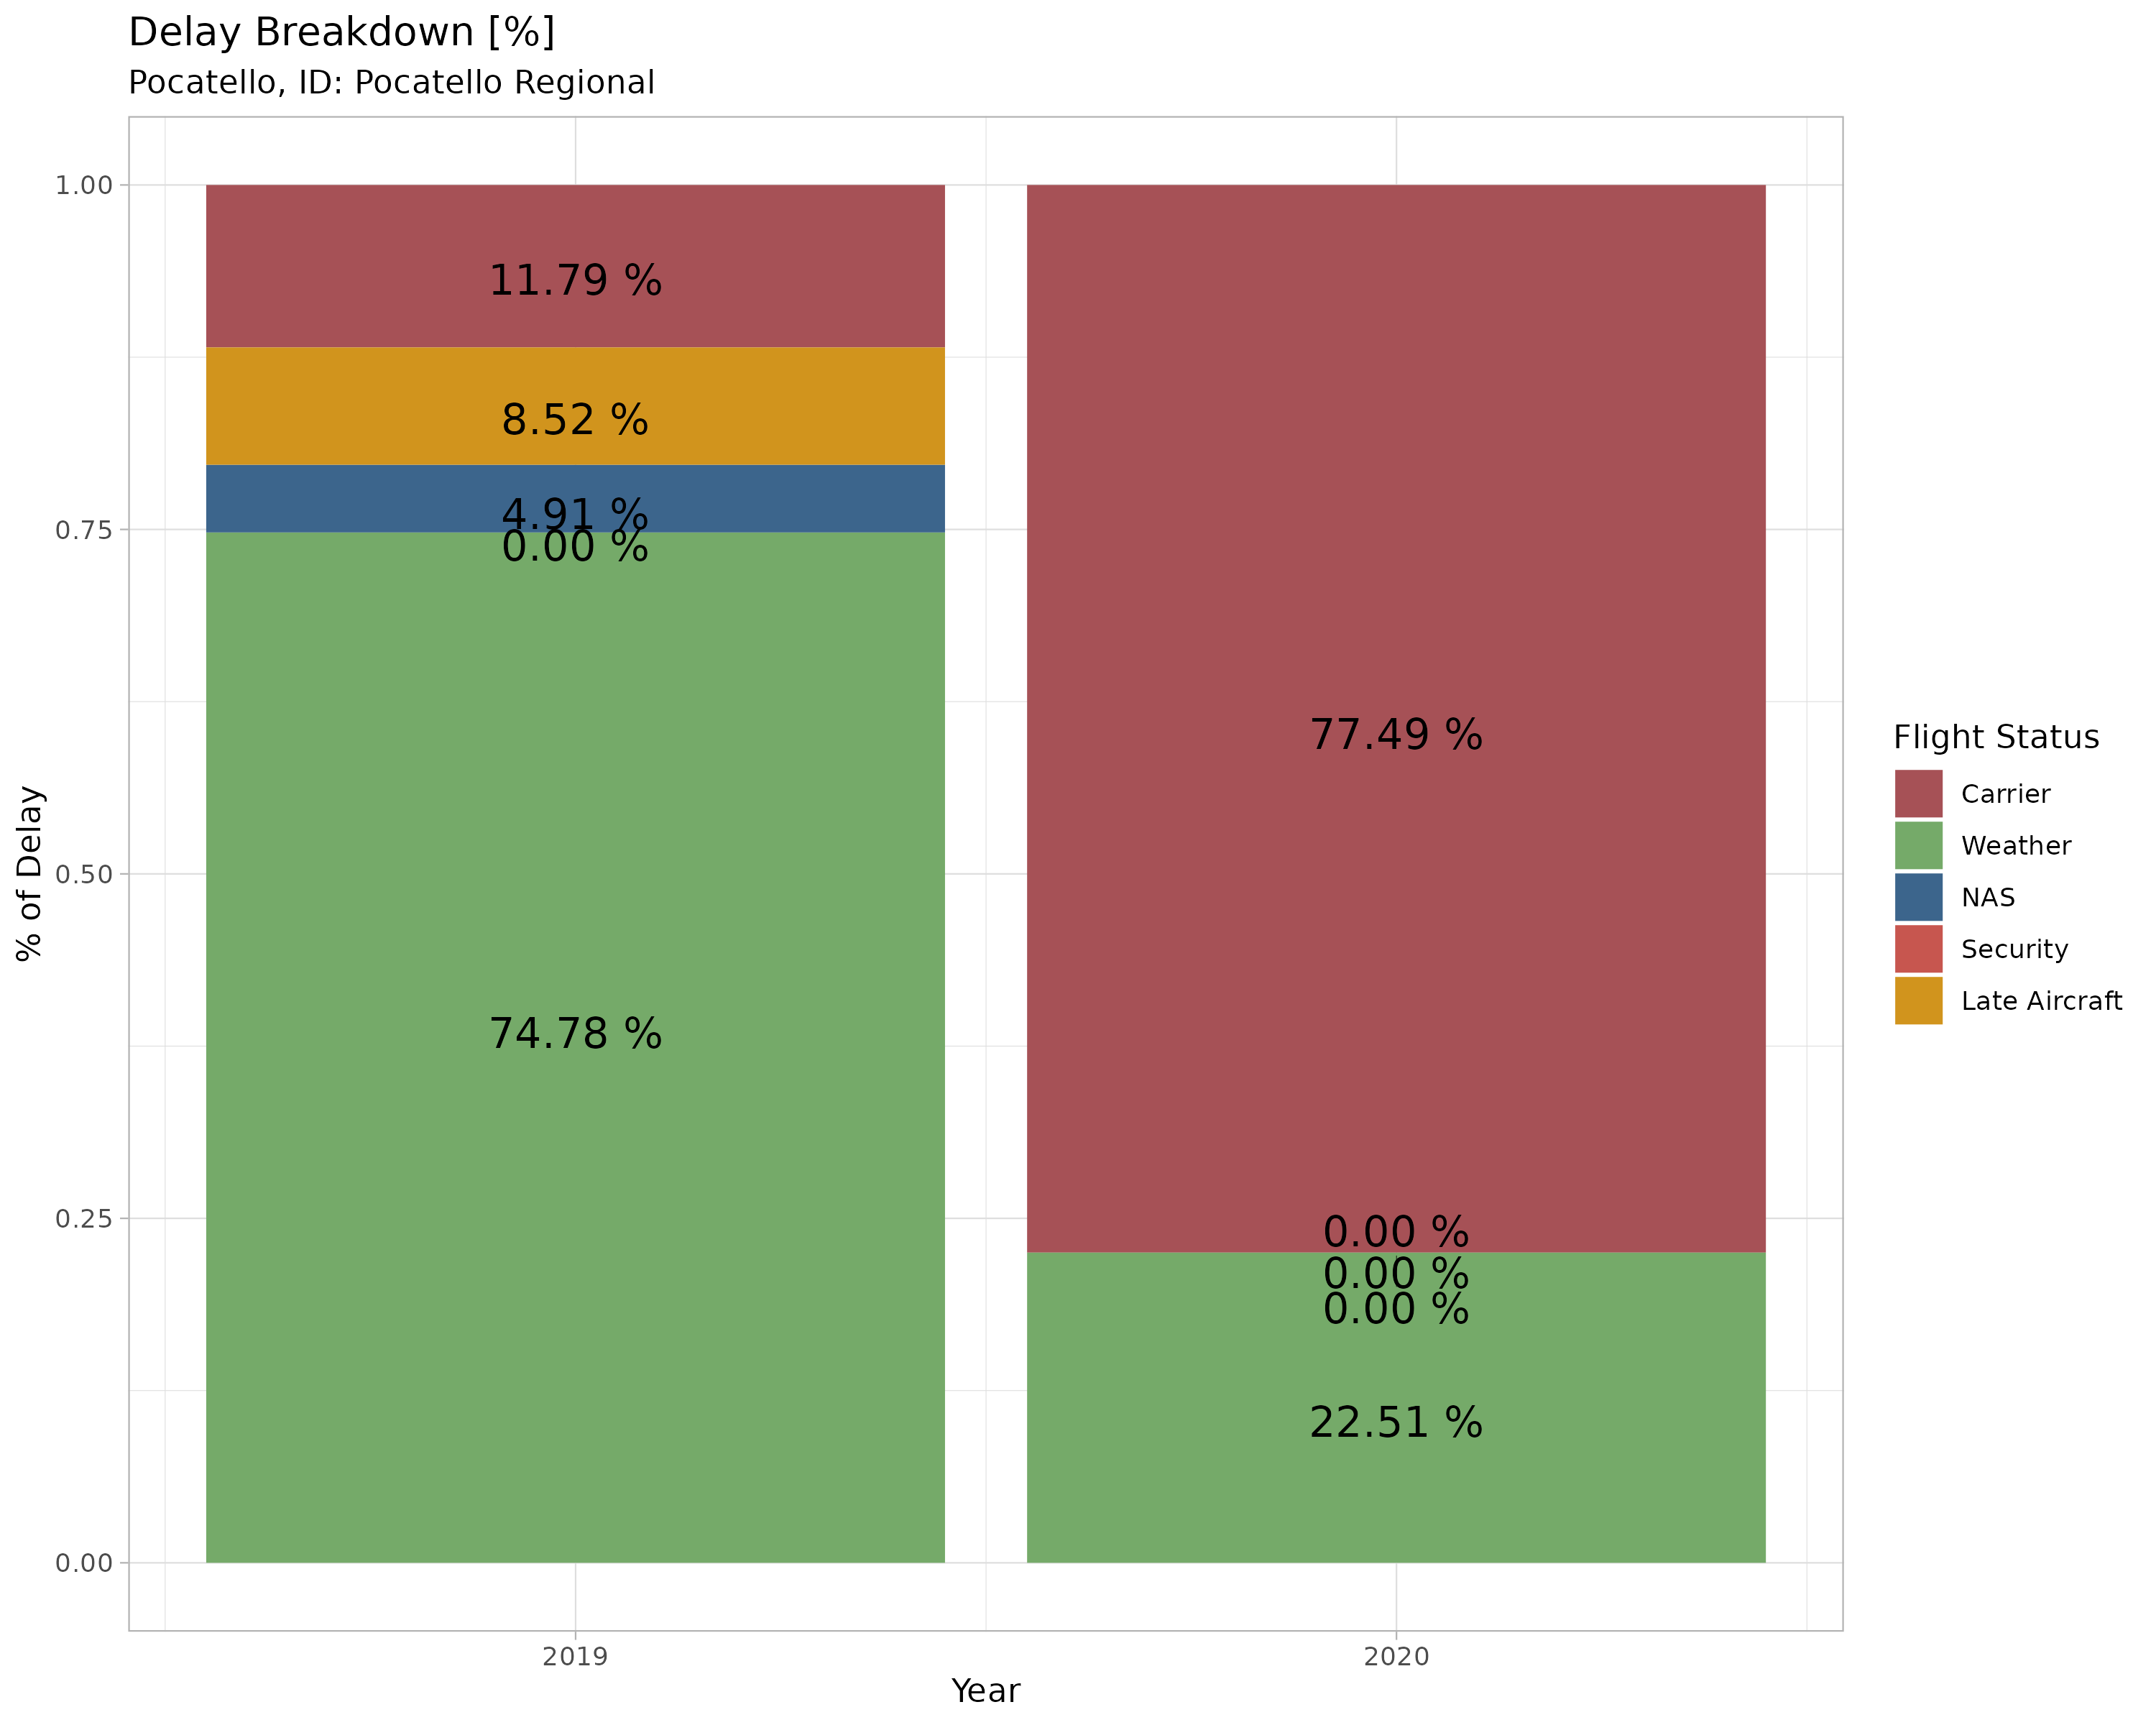 Delay Breakdown [%]
Pocatello, ID: Pocatello Regional
% of Delay
1.00
0.75
0.50
0.25
0.00
11.79 %
8.52 %
4.91 %
0.00 %
74.78 %
77.49 %
0.00 %
0.00 %
0.00 %
22.51 %
2019
2020
Year
Flight Status
Carrier
Weather
NAS
Security
Late Aircraft